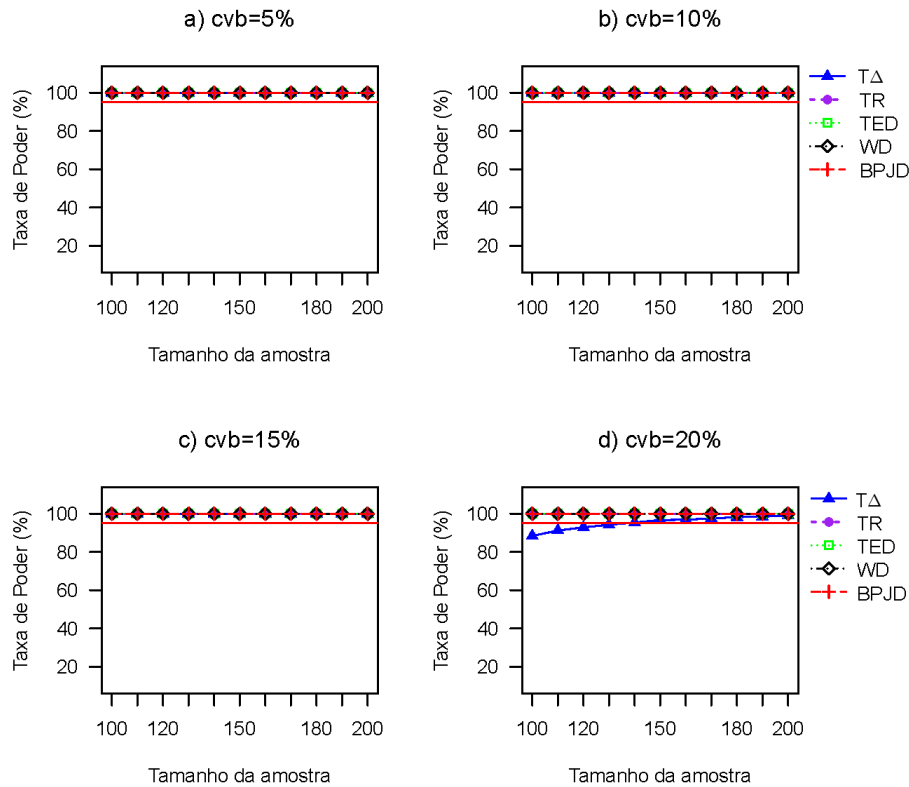 a) cvb=5%
Taxa de Poder (%)
100
80
60
40
20
100 120 150 180 200
Tamanho da amostra
b) cvb=10%
Taxa de Poder (%)
100
80
60
40
20
100 120 150 180 200
Tamanho da amostra
TΔ
TR
TED
WD
BPJD
c) cvb=15%
Taxa de Poder (%)
100
80
60
40
20
100 120 150 180 200
Tamanho da amostra
d) cvb=20%
Taxa de Poder (%)
100
80
60
40
20
100 120 150 180 200
Tamanho da amostra
TΔ
TR
TED
WD
BPJD